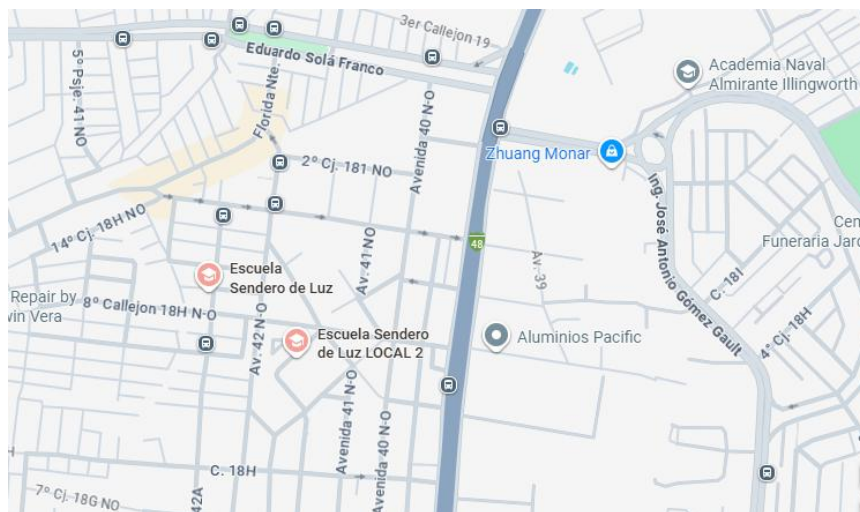 3er Callejon 19
Eduardo Solá Franco
5º Psje. 41 NO
Florida Nte.
Avenida 40 N-O
Academia Naval
Almirante Illingworth
Zhuang Monar
2º Cj. 181 NO
14º Cj. 18H NO
Av. 41 NO
48
Av. 39
Ing. José Antonio Gómez Gault
Cen
Funeraria Jard
C. 18I
Escuela
Sendero de Luz
Repair by
win Vera
8º Callejon 18H N-O
Av. 42 N-O
Escuela Sendero
de Luz LOCAL 2
Aluminios Pacific
4º Cj. 18H
Avenida 41 N-O
Avenida 40 N-O
C. 18H
7º Cj. 18G NO
42A